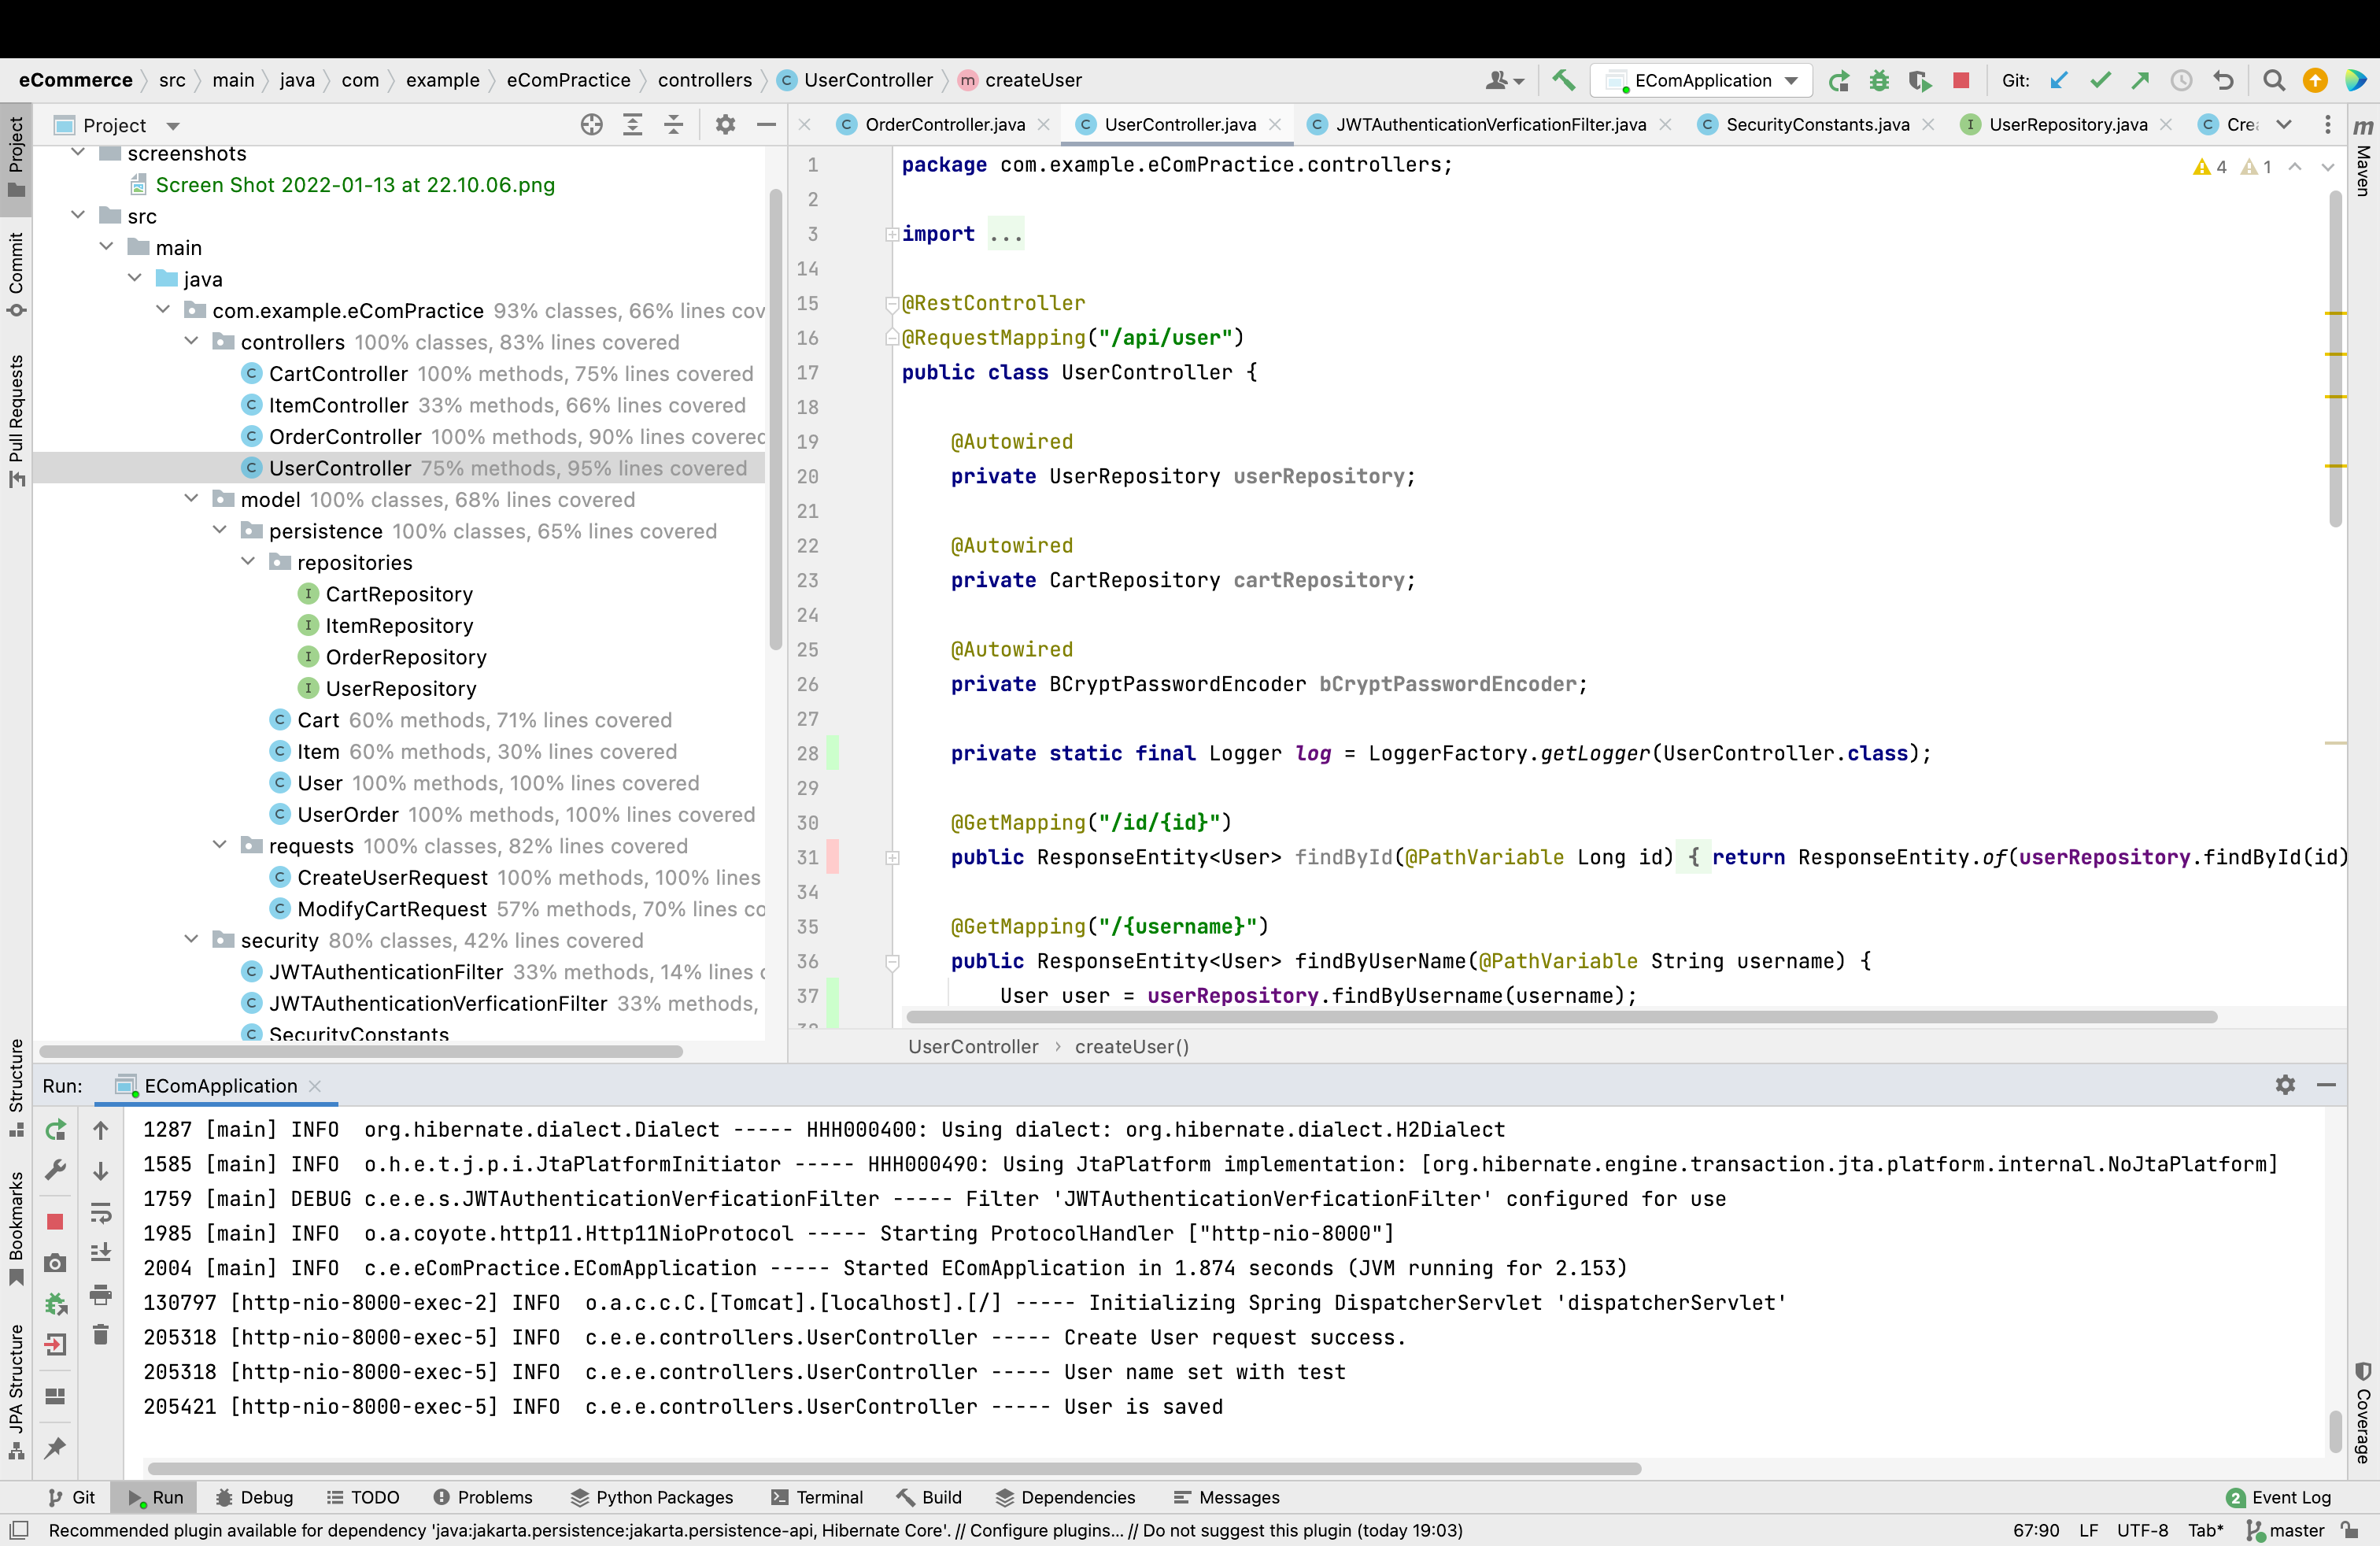 eCommerce src main java com example eComPractice controllers UserController createUser EComApplication Git:
Project
OrderController.java UserController.java JWTAuthenticationVerficationFilter.java SecurityConstants.java UserRepository.java
screenshots
Screen Shot 2022-01-13 at 22.10.06.png
src
main
java
com.example.eComPractice 93% classes, 66% lines cov
controllers 100% classes, 83% lines covered
CartController 100% methods, 75% lines covered
ItemController 33% methods, 66% lines covered
OrderController 100% methods, 90% lines covered
UserController 75% methods, 95% lines covered
model 100% classes, 68% lines covered
persistence 100% classes, 65% lines covered
repositories
CartRepository
ItemRepository
OrderRepository
UserRepository
Cart 60% methods, 71% lines covered
Item 60% methods, 30% lines covered
User 100% methods, 100% lines covered
UserOrder 100% methods, 100% lines covered
requests 100% classes, 82% lines covered
CreateUserRequest 100% methods, 100% lines
ModifyCartRequest 57% methods, 70% lines co
security 80% classes, 42% lines covered
JWTAuthenticationFilter 33% methods, 14% lines
JWTAuthenticationVerficationFilter 33% methods,
SecurityConstants
4 1
1 package com.example.eComPractice.controllers;
2
3 import ...
14
15 @RestController
16 @RequestMapping("/api/user")
17 public class UserController {
18
19 @Autowired
20 private UserRepository userRepository;
21
22 @Autowired
23 private CartRepository cartRepository;
24
25 @Autowired
26 private BCryptPasswordEncoder bCryptPasswordEncoder;
27
28 private static final Logger log = LoggerFactory.getLogger(UserController.class);
29
30 @GetMapping("/id/{id}")
31 public ResponseEntity<User> findById(@PathVariable Long id) { return ResponseEntity.of(userRepository.findById(id)
34
35 @GetMapping("/{username}")
36 public ResponseEntity<User> findByUserName(@PathVariable String username) {
37 User user = userRepository.findByUsername(username);
UserController › createUser()
Project
Commit
Pull Requests
Structure
Bookmarks
JPA Structure
m
Maven
Coverage
Run: EComApplication
1287 [main] INFO org.hibernate.dialect.Dialect ----- HHH000400: Using dialect: org.hibernate.dialect.H2Dialect
1585 [main] INFO o.h.e.t.j.p.i.JtaPlatformInitiator ----- HHH000490: Using JtaPlatform implementation: [org.hibernate.engine.transaction.jta.platform.internal.NoJtaPlatform]
1759 [main] DEBUG c.e.e.s.JWTAuthenticationVerficationFilter ----- Filter 'JWTAuthenticationVerficationFilter' configured for use
1985 [main] INFO o.a.coyote.http11.Http11NioProtocol ----- Starting ProtocolHandler ["http-nio-8000"]
2004 [main] INFO c.e.eComPractice.EComApplication ----- Started EComApplication in 1.874 seconds (JVM running for 2.153)
130797 [http-nio-8000-exec-2] INFO o.a.c.c.C.[Tomcat].[localhost].[/] ----- Initializing Spring DispatcherServlet 'dispatcherServlet'
205318 [http-nio-8000-exec-5] INFO c.e.e.controllers.UserController ----- Create User request success.
205318 [http-nio-8000-exec-5] INFO c.e.e.controllers.UserController ----- User name set with test
205421 [http-nio-8000-exec-5] INFO c.e.e.controllers.UserController ----- User is saved
Git Run Debug TODO Problems Python Packages Terminal Build Dependencies Messages 2 Event Log
Recommended plugin available for dependency 'java:jakarta.persistence:jakarta.persistence-api, Hibernate Core'. // Configure plugins... // Do not suggest this plugin (today 19:03) 67:90 LF UTF-8 Tab* master